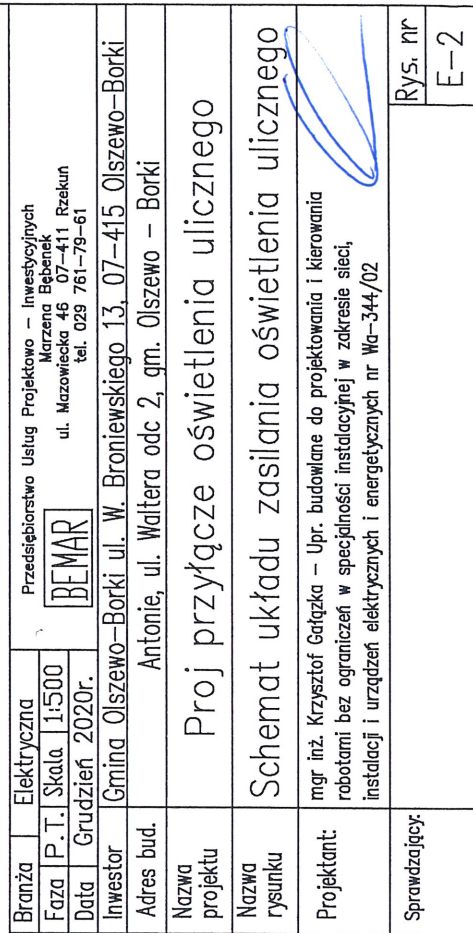 Branża Elektryczna
Faza P.T. Skala 1:500
Data Grudzień 2020r.
Przedsiębiorstwo Usług Projektowo – Inwestycyjnych
Marzena Bębenek
BEMAR ul. Mazowiecka 46 07–411 Rzekuń
tel. 029 761–79–61
Inwestor Gmina Olszewo–Borki ul. W. Broniewskiego 13, 07–415 Olszewo–Borki
Adres bud. Antonie, ul. Waltera odc 2, gm. Olszewo – Borki
Nazwa projektu Proj przyłącze oświetlenia ulicznego
Nazwa rysunku Schemat układu zasilania oświetlenia ulicznego
Projektant: mgr inż. Krzysztof Gałązka – Upr. budowlane do projektowania i kierowania
robotami bez ograniczeń w specjalności instalacyjnej w zakresie sieci,
instalacji i urządzeń elektrycznych i energetycznych nr Wa–344/02
Sprawdzający:
Rys. nr
E–2